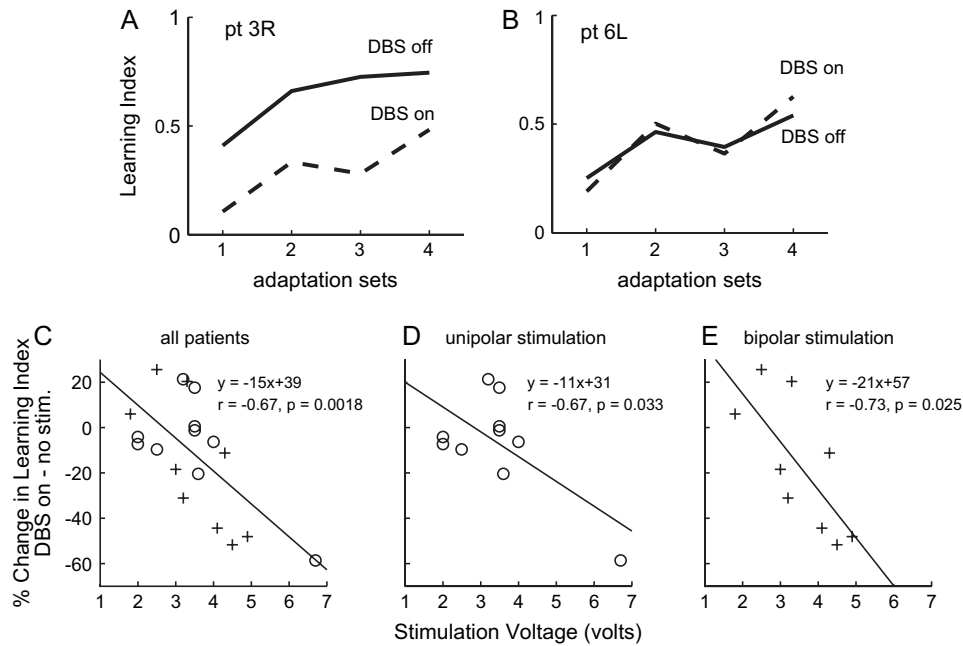 A
pt 3R
DBS off
DBS on
1
0.5
0
Learning Index
1 2 3 4
adaptation sets
B
pt 6L
DBS on
DBS off
1
0.5
0
1 2 3 4
adaptation sets
C
all patients
y = -15x+39
r = -0.67, p = 0.0018
20
0
-20
-40
-60
% Change in Learning Index
DBS on - no stim.
1 2 3 4 5 6 7
D
unipolar stimulation
y = -11x+31
r = -0.67, p = 0.033
1 2 3 4 5 6 7
E
bipolar stimulation
y = -21x+57
r = -0.73, p = 0.025
1 2 3 4 5 6 7
Stimulation Voltage (volts)